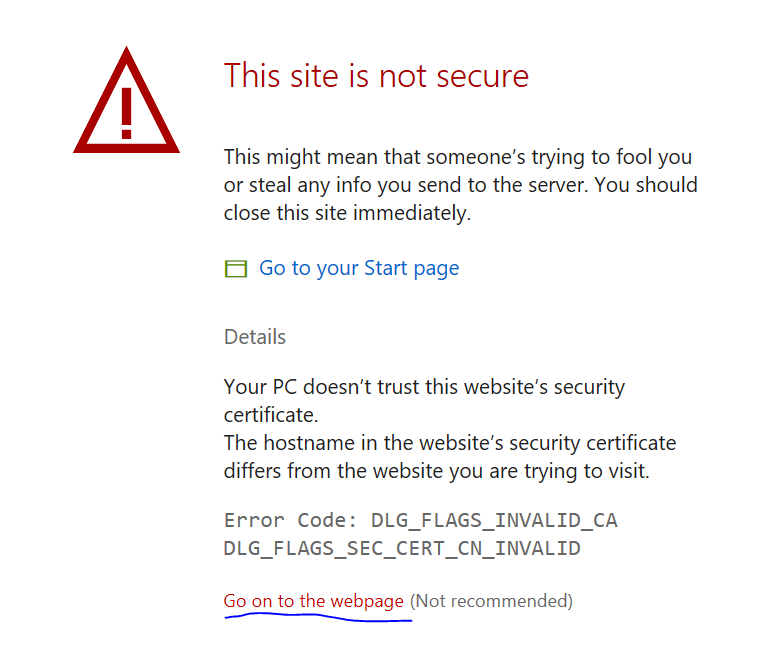 This site is not secure
This might mean that someone’s trying to fool you
or steal any info you send to the server. You should
close this site immediately.
Go to your Start page
Details
Your PC doesn’t trust this website’s security
certificate.
The hostname in the website’s security certificate
differs from the website you are trying to visit.
Error Code: DLG_FLAGS_INVALID_CA
DLG_FLAGS_SEC_CERT_CN_INVALID
Go on to the webpage (Not recommended)